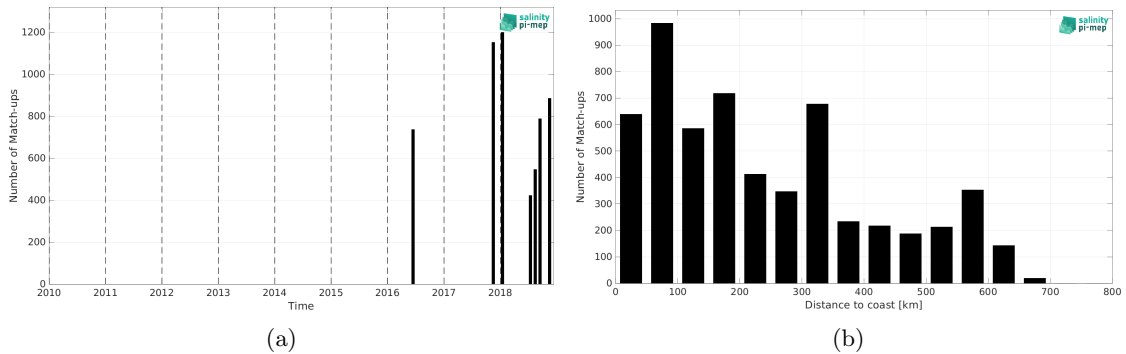 salinity
pi-mep
1200
1000
800
600
400
200
0
Number of Match-ups
2010 2011 2012 2013 2014 2015 2016 2017 2018
Time
(a)
salinity
pi-mep
1000
900
800
700
600
500
400
300
200
100
0
Number of Match-ups
0 100 200 300 400 500 600 700 800
Distance to coast [km]
(b)